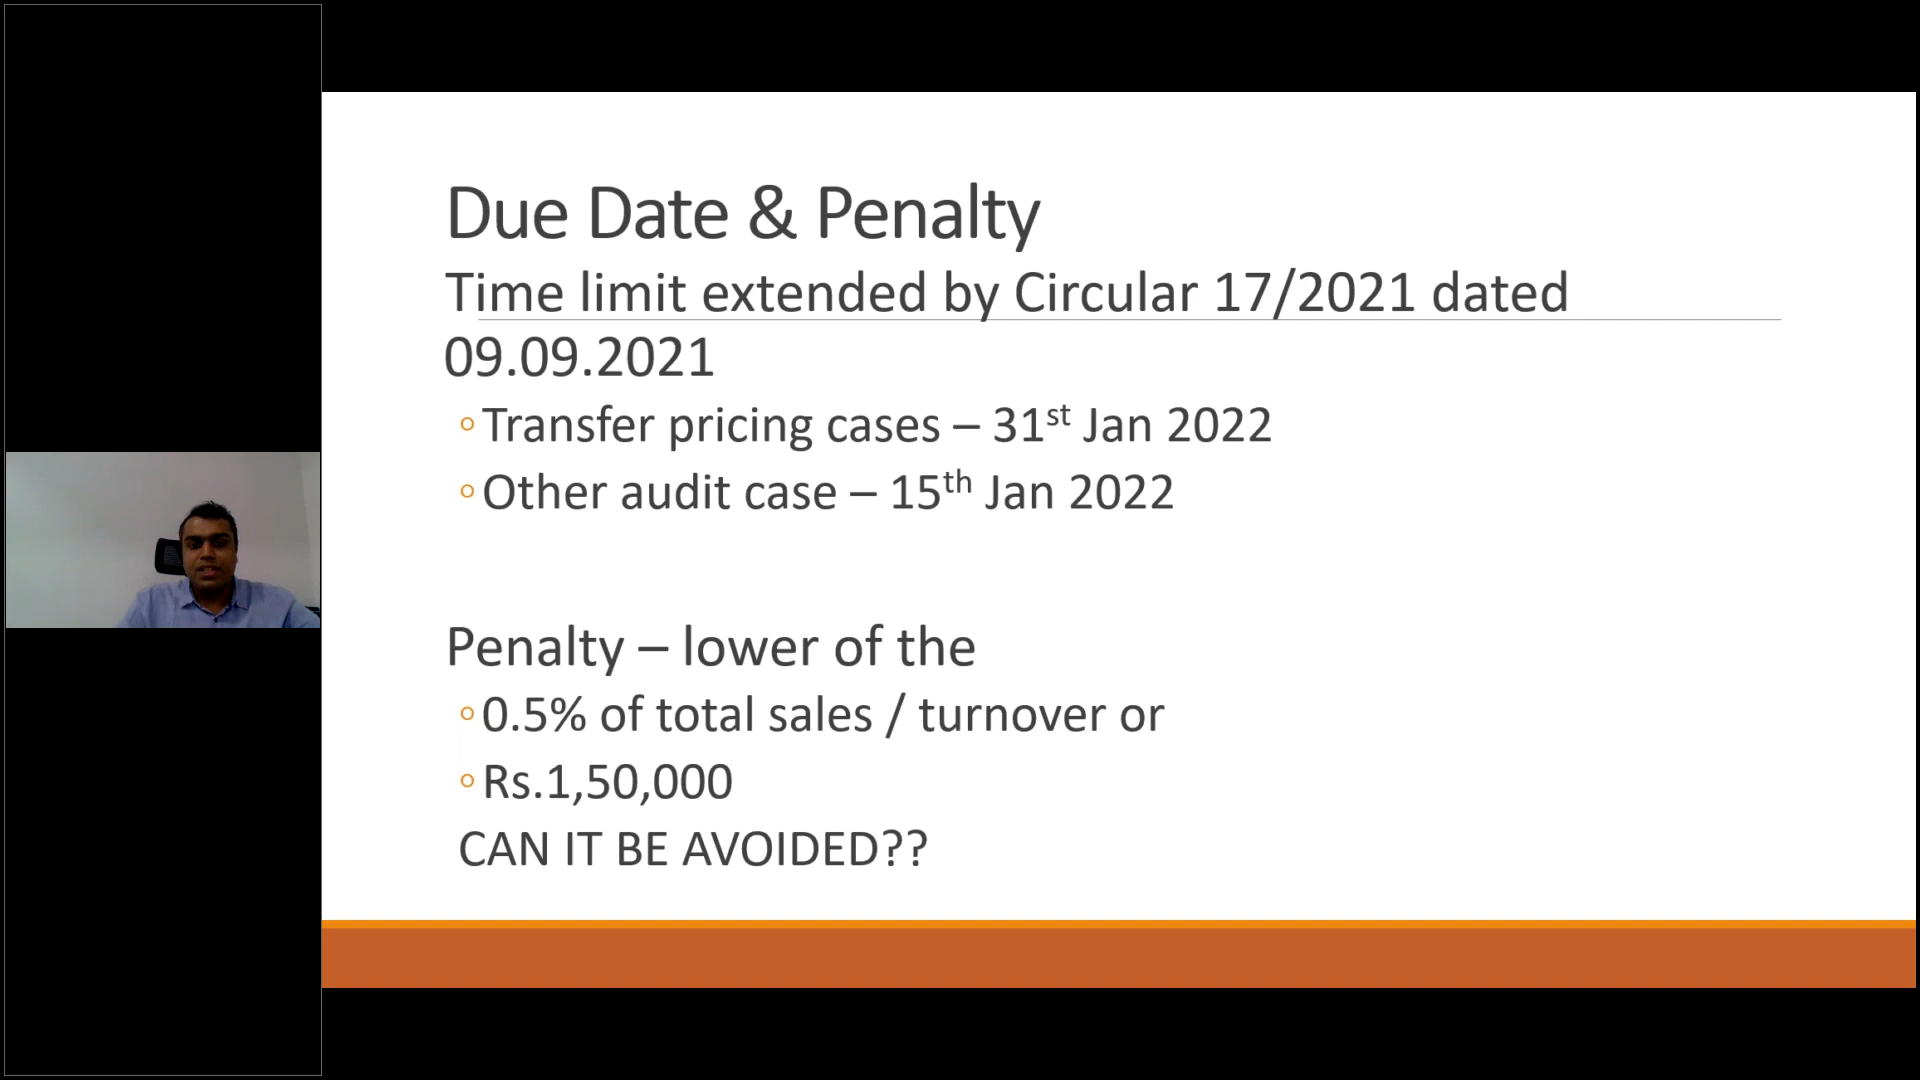 Due Date & Penalty
Time limit extended by Circular 17/2021 dated
09.09.2021
◦Transfer pricing cases – 31st Jan 2022
◦Other audit case – 15th Jan 2022
Penalty – lower of the
◦0.5% of total sales / turnover or
◦Rs.1,50,000
CAN IT BE AVOIDED??